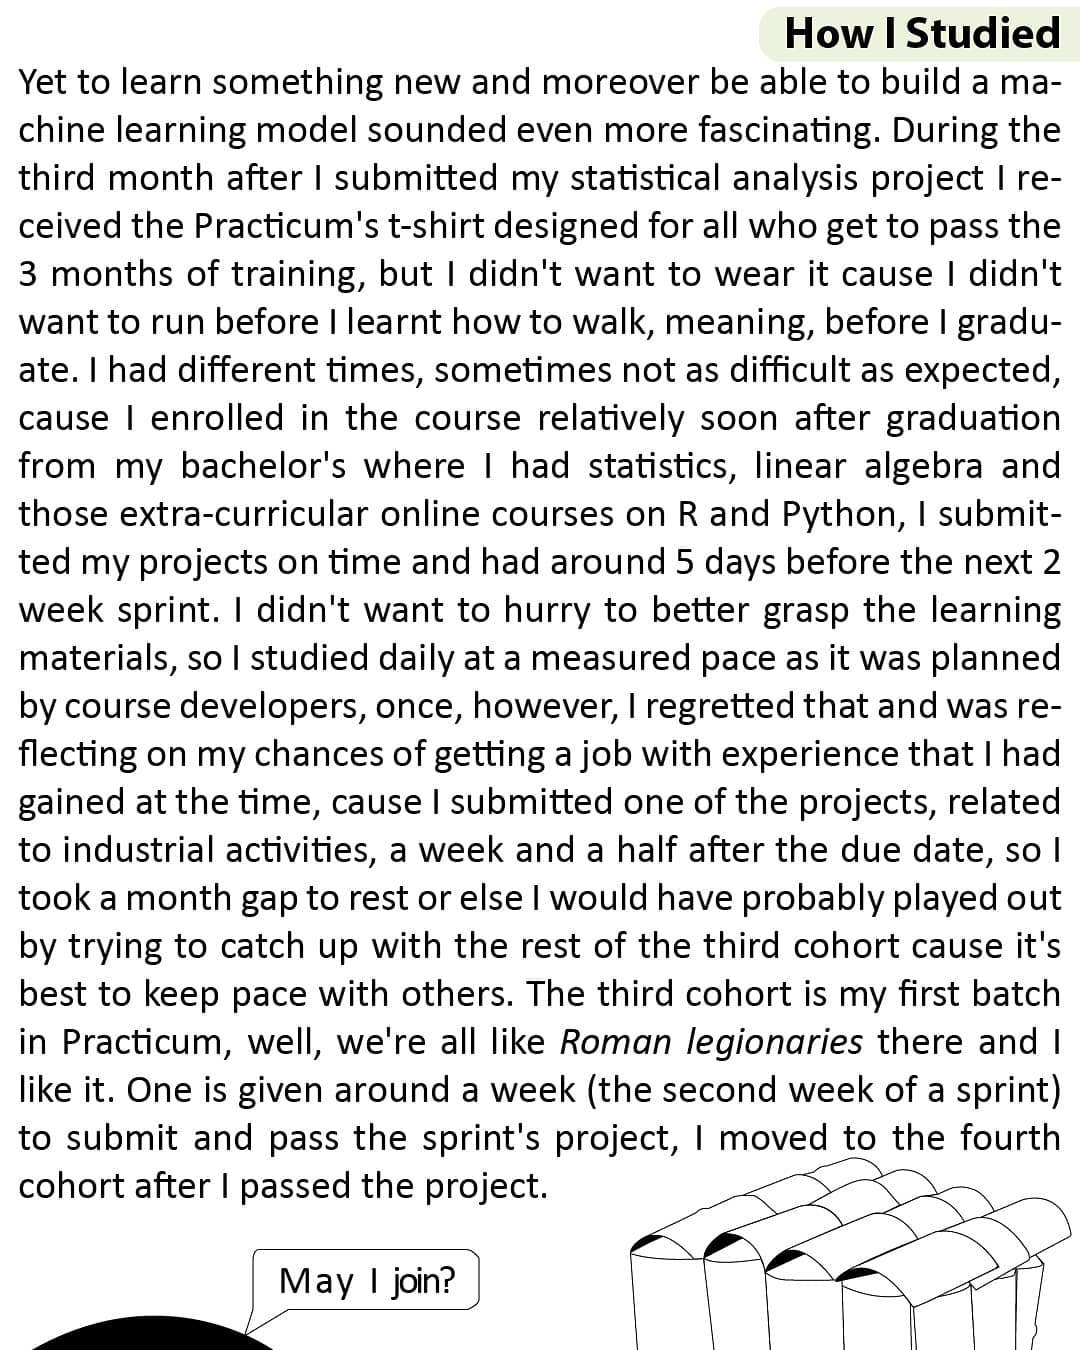 How I Studied
Yet to learn something new and moreover be able to build a ma-
chine learning model sounded even more fascinating. During the
third month after I submitted my statistical analysis project I re-
ceived the Practicum's t-shirt designed for all who get to pass the
3 months of training, but I didn't want to wear it cause I didn't
want to run before I learnt how to walk, meaning, before I gradu-
ate. I had different times, sometimes not as difficult as expected,
cause I enrolled in the course relatively soon after graduation
from my bachelor's where I had statistics, linear algebra and
those extra-curricular online courses on R and Python, I submit-
ted my projects on time and had around 5 days before the next 2
week sprint. I didn't want to hurry to better grasp the learning
materials, so I studied daily at a measured pace as it was planned
by course developers, once, however, I regretted that and was re-
flecting on my chances of getting a job with experience that I had
gained at the time, cause I submitted one of the projects, related
to industrial activities, a week and a half after the due date, so I
took a month gap to rest or else I would have probably played out
by trying to catch up with the rest of the third cohort cause it's
best to keep pace with others. The third cohort is my first batch
in Practicum, well, we're all like Roman legionaries there and I
like it. One is given around a week (the second week of a sprint)
to submit and pass the sprint's project, I moved to the fourth
cohort after I passed the project.
May I join?